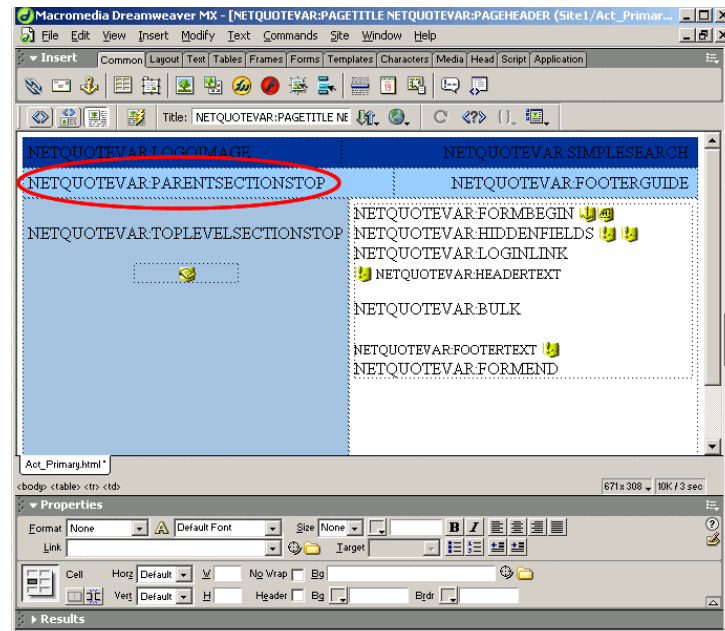 Macromedia Dreamweaver MX - [NETQUOTEVAR:PAGETITLE NETQUOTEVAR:PAGEHEADER (Site1/Act_Primar...
File Edit View Insert Modify Text Commands Site Window Help
Insert Common Layout Text Tables Frames Forms Templates Characters Media Head Script Application
Title: NETQUOTEVAR:PAGETITLE NE
NETQUOTEVAR:LOGOIMAGE NETQUOTEVAR:SIMPLESEARCH
NETQUOTEVAR:PARENTSECTIONSTOP NETQUOTEVAR:FOOTERGUIDE
NETQUOTEVAR:FORMBEGIN
NETQUOTEVAR:TOPLEVELSECTIONSTOP NETQUOTEVAR:HIDDENFIELDS
NETQUOTEVAR:LOGINLINK
NETQUOTEVAR:HEADERTEXT
NETQUOTEVAR:BULK
NETQUOTEVAR:FOOTERTEXT
NETQUOTEVAR:FORMEND
Act_Primary.html*
<body> <table> <tr> <td> 671 x 308 10K / 3 sec
Properties
Format None Default Font Size None B I
Link Target
Cell Horz Default W No Wrap Bg
Vert Default H Header Bg Brdr
Results